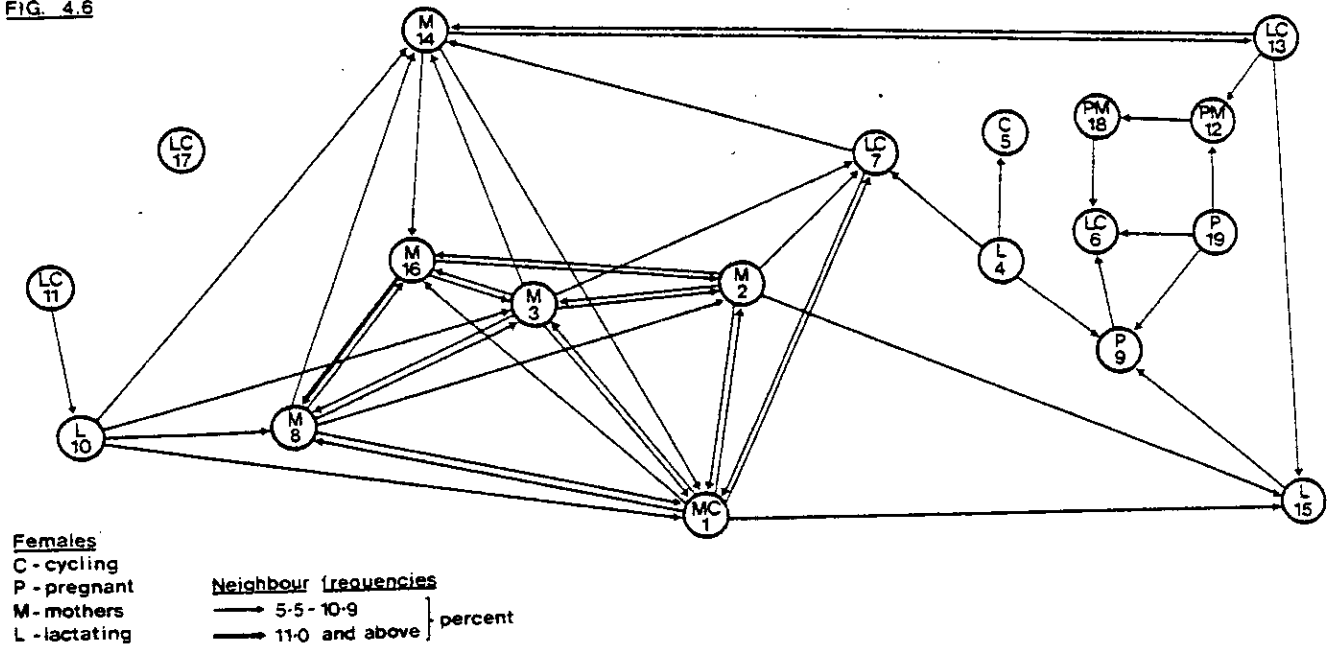 FIG. 4.6
M
14
LC
13
PM
18
PM
12
C
5
LC
17
LC
7
LC
6
P
19
M
16
L
4
M
2
LC
11
M
3
P
9
M
8
L
10
MC
1
L
15
Females
C - cycling
P - pregnant
M - mothers
L - lactating
Neighbour frequencies
5·5 - 10·9
11·0 and above
percent